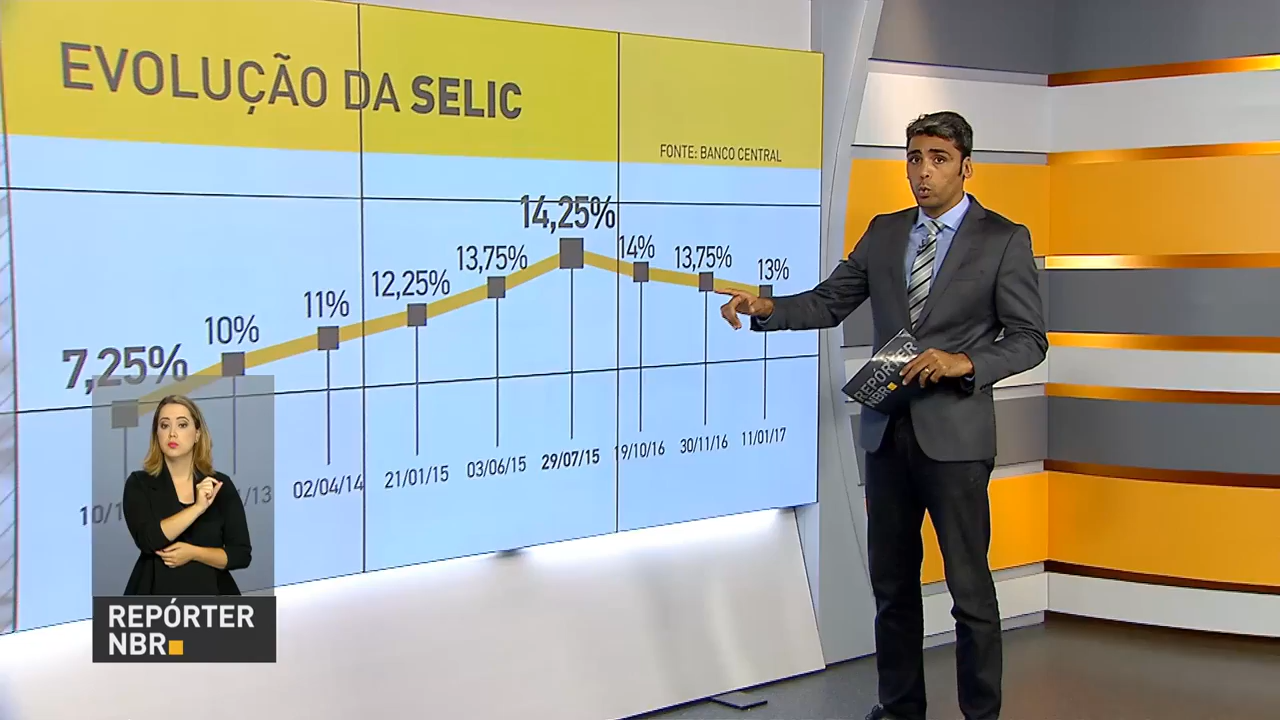 EVOLUÇÃO DA SELIC
FONTE: BANCO CENTRAL
7,25%
10%
11%
12,25%
13,75%
14,25%
14%
13,75%
13%
02/04/14
21/01/15
03/06/15
29/07/15
19/10/16
30/11/16
11/01/17
REPÓRTER
NBR
REPÓRTER
NBR